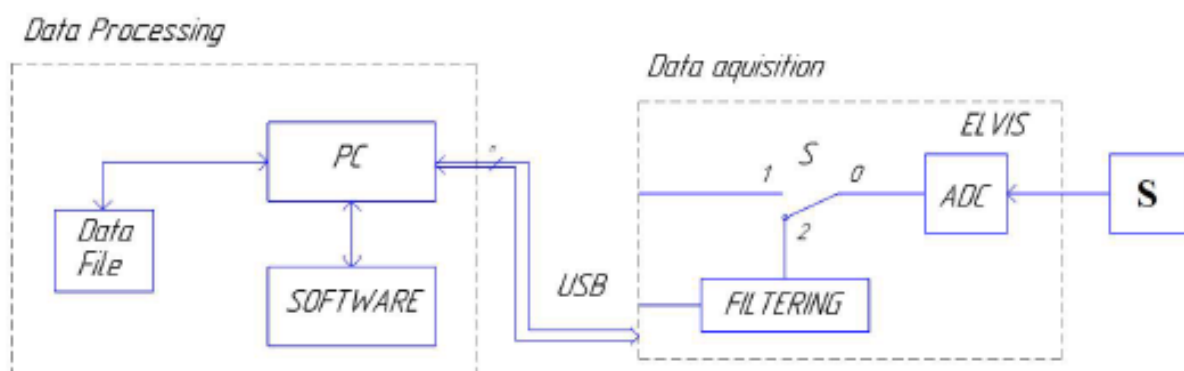 Data Processing
Data aquisition
ELVIS
PC
n
S
1
0
ADC
S
2
Data
File
SOFTWARE
USB
FILTERING